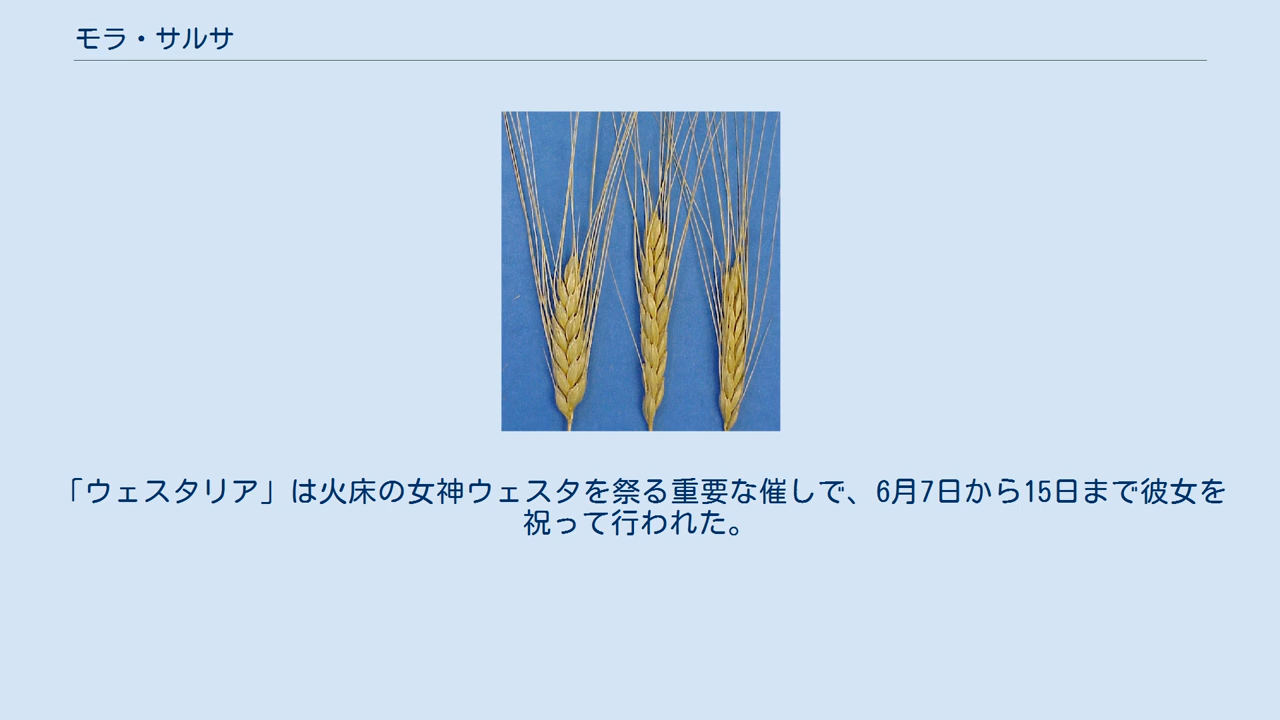 モラ・サルサ
「ウェスタリア」は火床の女神ウェスタを祭る重要な催しで、6月7日から15日まで彼女を
祝って行われた。